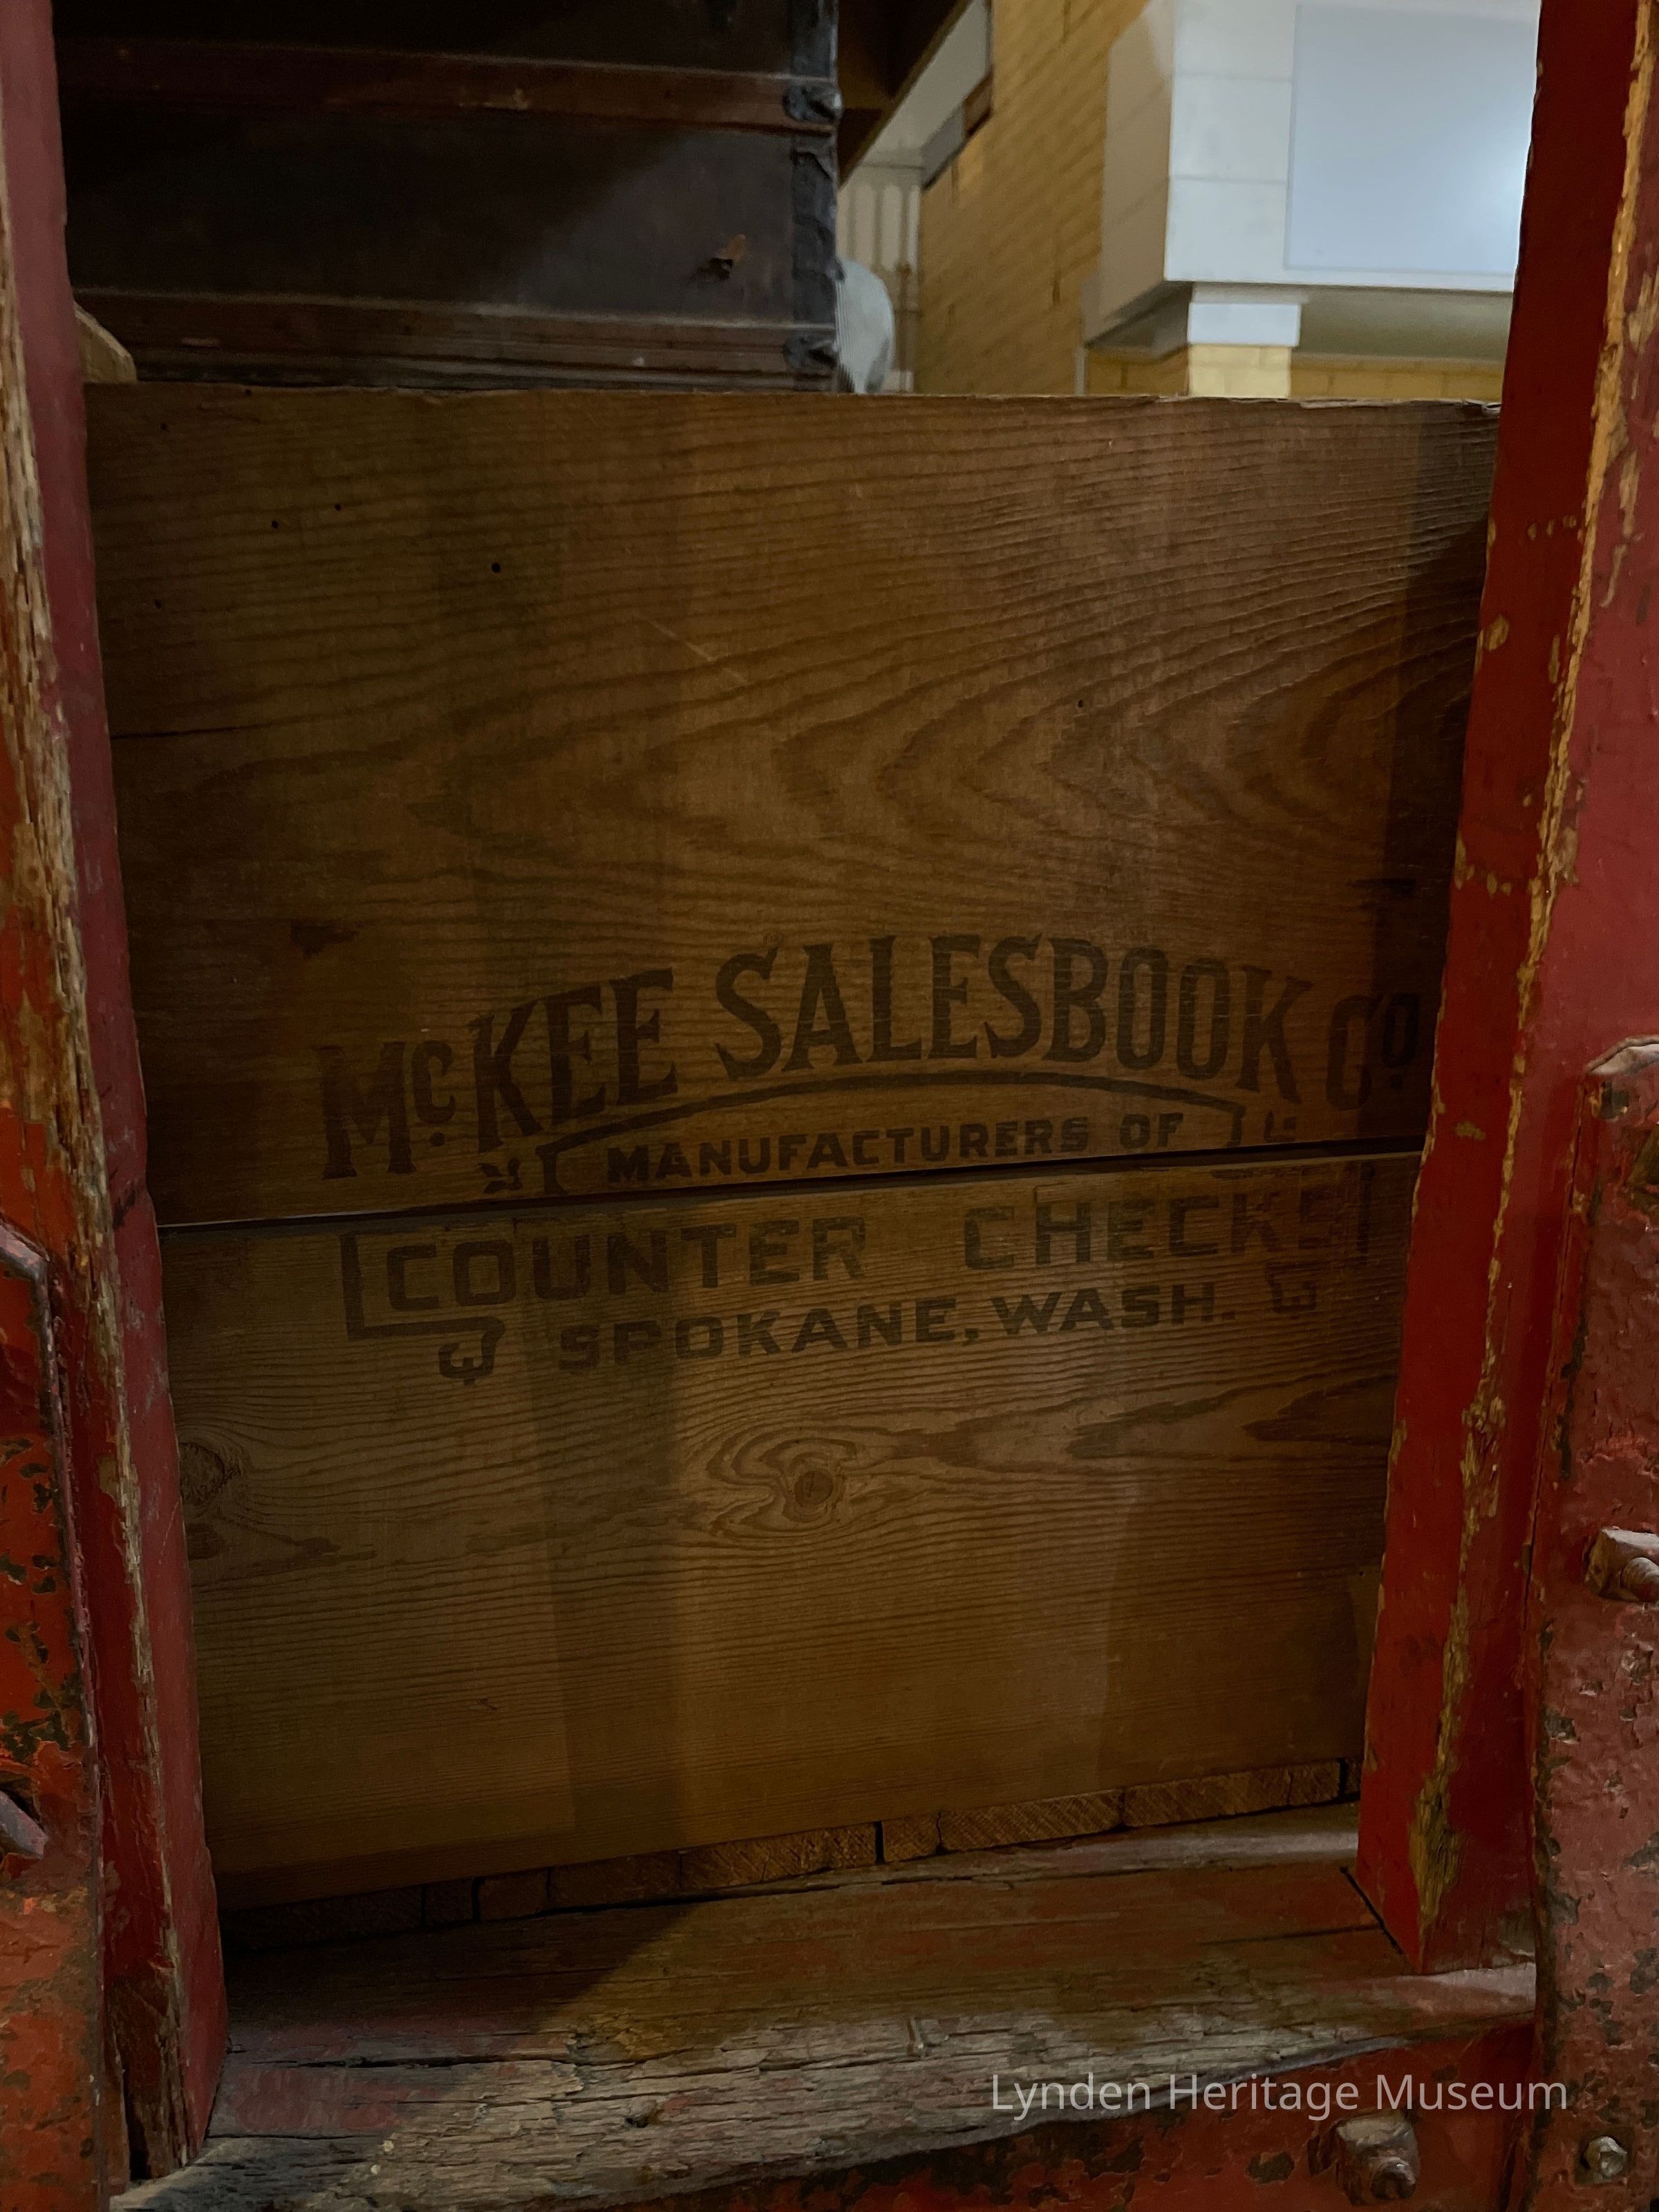 McKEE SALESBOOK Co
MANUFACTURERS OF
COUNTER CHECKS
SPOKANE, WASH.
Lynden Heritage Museum